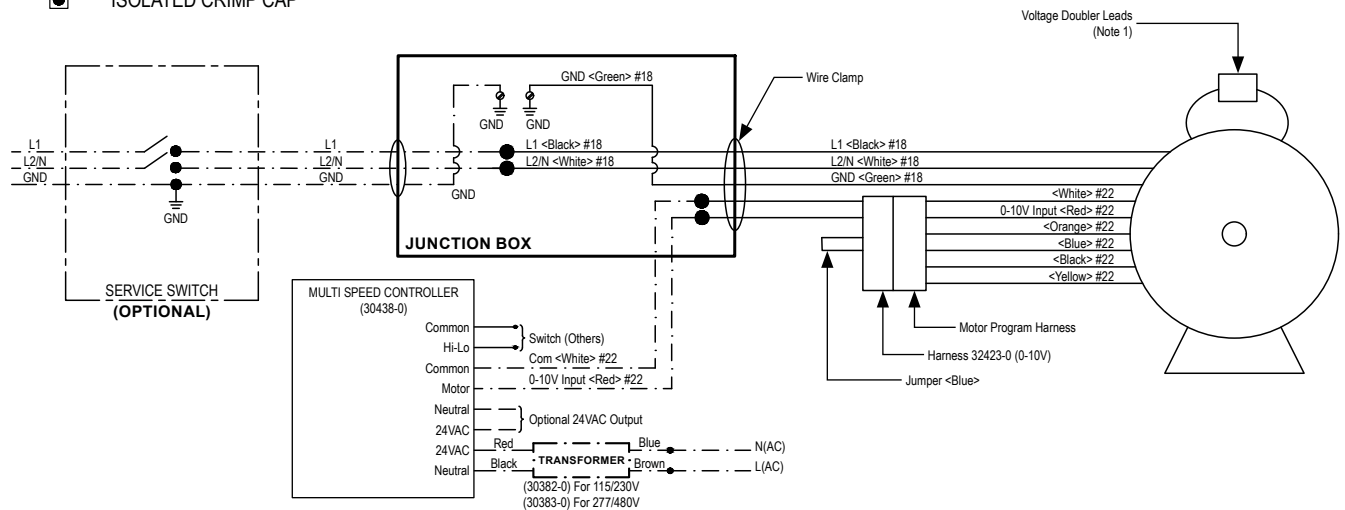 ISOLATED CRIMP CAP
Voltage Doubler Leads
(Note 1)
GND <Green> #18
Wire Clamp
GND
GND
L1
L1
L1 <Black> #18
L1 <Black> #18
L2/N
L2/N
L2/N <White> #18
L2/N <White> #18
GND
GND
GND
GND <Green> #18
GND
<White> #22
0-10V Input <Red> #22
<Orange> #22
<Blue> #22
<Black> #22
<Yellow> #22
JUNCTION BOX
SERVICE SWITCH
(OPTIONAL)
MULTI SPEED CONTROLLER
(30438-0)
Common
Hi-Lo
Switch (Others)
Common
Com <White> #22
Motor
0-10V Input <Red> #22
Neutral
24VAC
Optional 24VAC Output
24VAC
Red
Blue
N(AC)
TRANSFORMER
Neutral
Black
Brown
L(AC)
(30382-0) For 115/230V
(30383-0) For 277/480V
Motor Program Harness
Harness 32423-0 (0-10V)
Jumper <Blue>